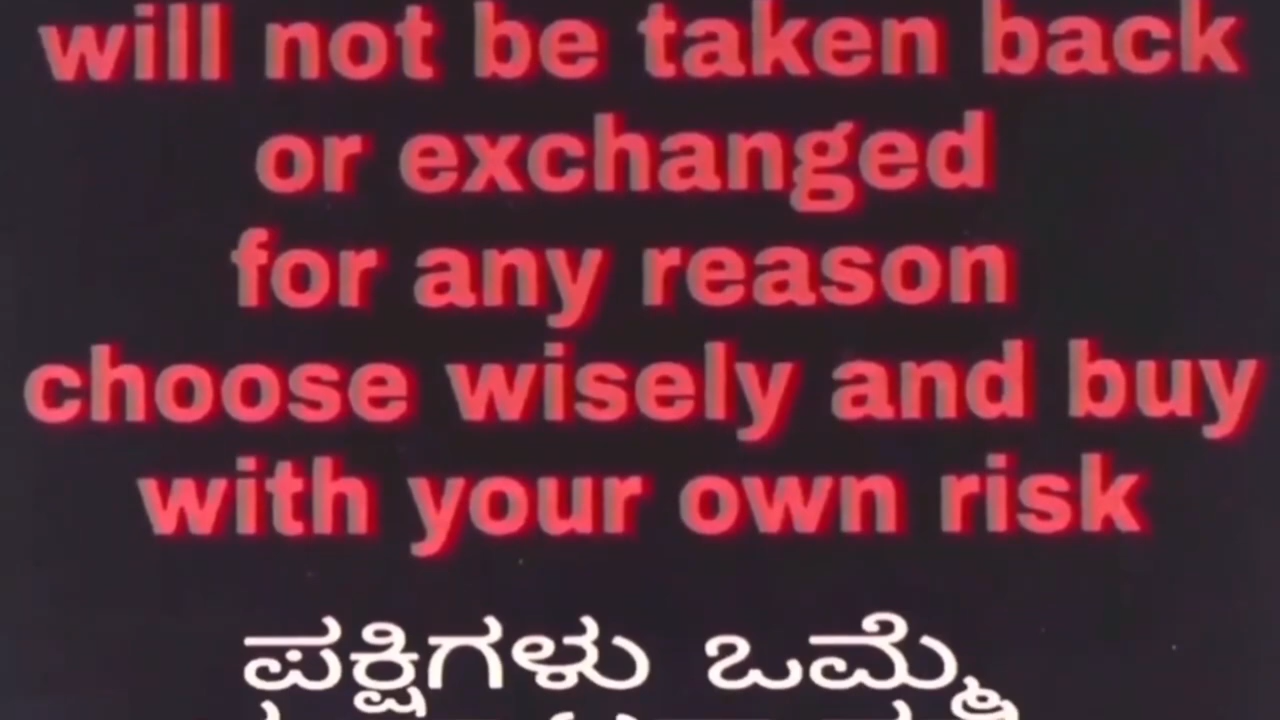 will not be taken back
or exchanged
for any reason
choose wisely and buy
with your own risk
ಪಕ್ಷಿಗಳು ಒಮ್ಮೆ